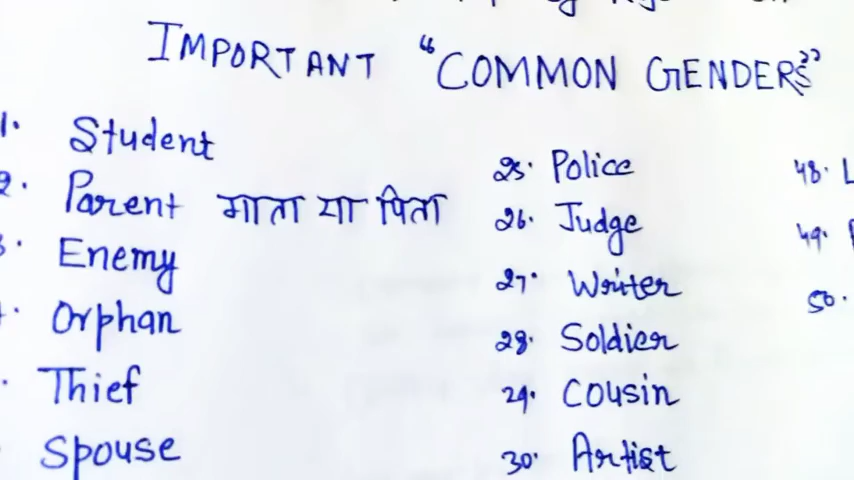 IMPORTANT "COMMON GENDERS"
1. Student
2. Parent माता या पिता
3. Enemy
Orphan
Thief
Spouse
25. Police
26. Judge
27. Writer
28. Soldier
29. Cousin
30. Artist
48. L
49.
50.